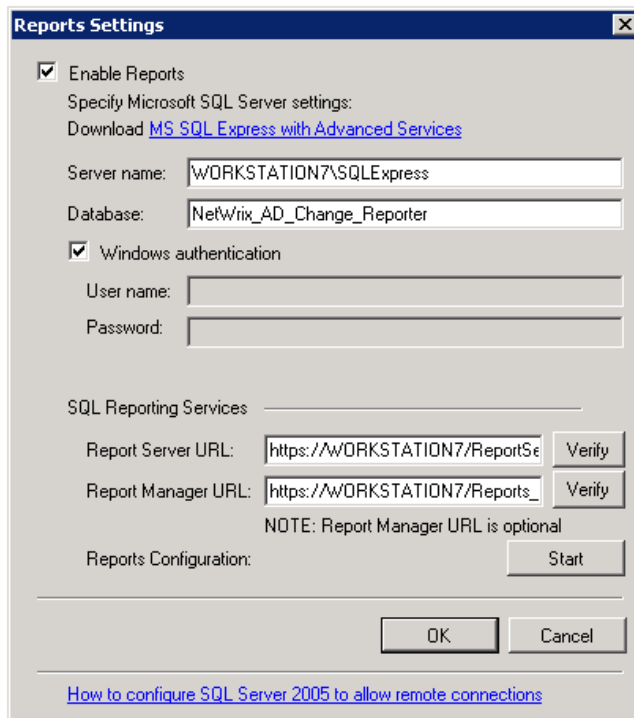 Reports Settings
Enable Reports
Specify Microsoft SQL Server settings:
Download MS SQL Express with Advanced Services
Server name: WORKSTATION7\SQLExpress
Database: NetWrix_AD_Change_Reporter
Windows authentication
User name:
Password:
SQL Reporting Services
Report Server URL: https://WORKSTATION7/ReportSe Verify
Report Manager URL: https://WORKSTATION7/Reports_ Verify
NOTE: Report Manager URL is optional
Reports Configuration: Start
OK Cancel
How to configure SQL Server 2005 to allow remote connections